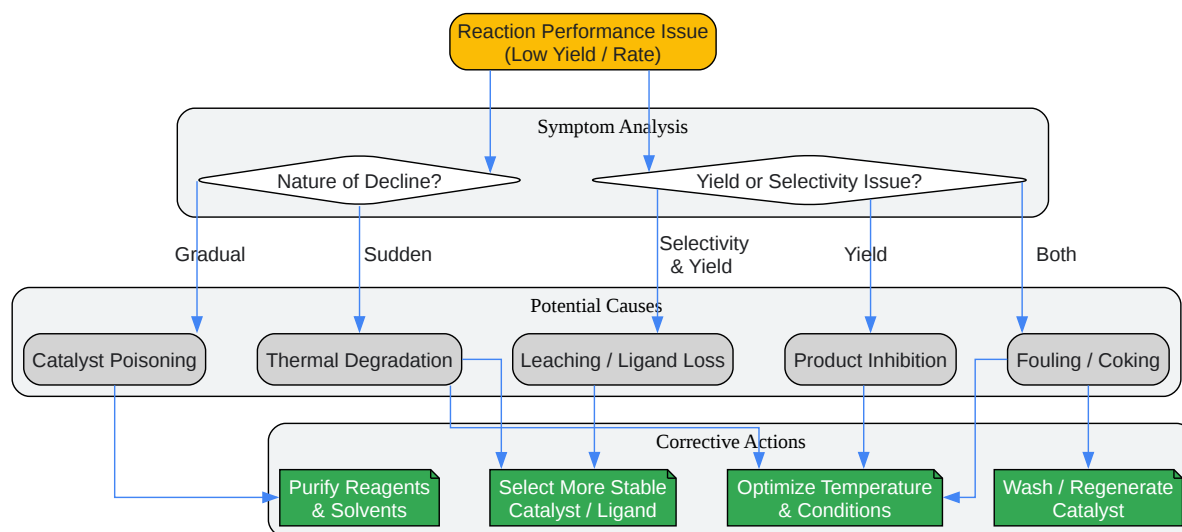 Reaction Performance Issue
(Low Yield / Rate)
Symptom Analysis
Nature of Decline?
Yield or Selectivity Issue?
Gradual
Sudden
Selectivity
& Yield
Yield
Both
Potential Causes
Catalyst Poisoning
Thermal Degradation
Leaching / Ligand Loss
Product Inhibition
Fouling / Coking
Corrective Actions
Purify Reagents
& Solvents
Select More Stable
Catalyst / Ligand
Optimize Temperature
& Conditions
Wash / Regenerate
Catalyst